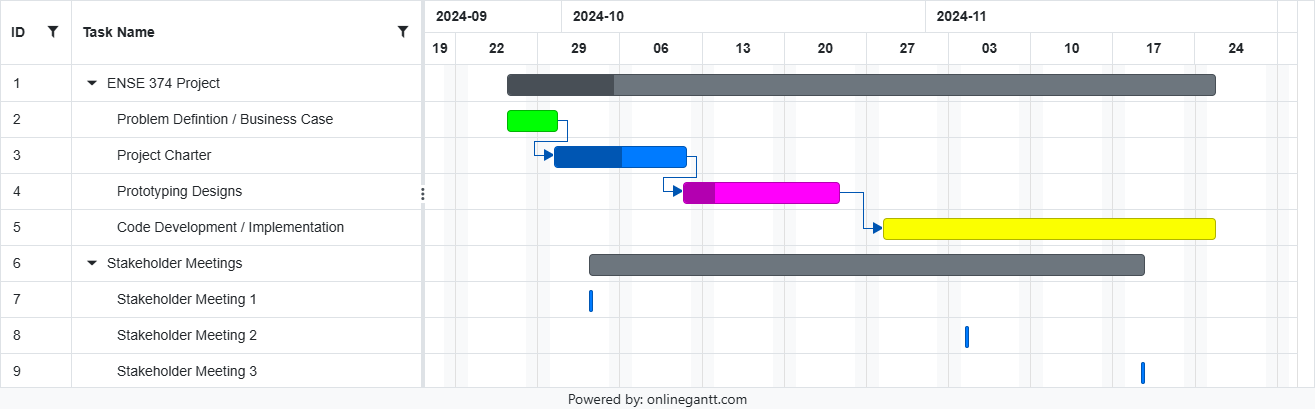 ID Task Name 2024-09 2024-10 2024-11
19 22 29 06 13 20 27 03 10 17 24
1 ENSE 374 Project
2 Problem Defintion / Business Case
3 Project Charter
4 Prototyping Designs
5 Code Development / Implementation
6 Stakeholder Meetings
7 Stakeholder Meeting 1
8 Stakeholder Meeting 2
9 Stakeholder Meeting 3
Powered by: onlinegantt.com